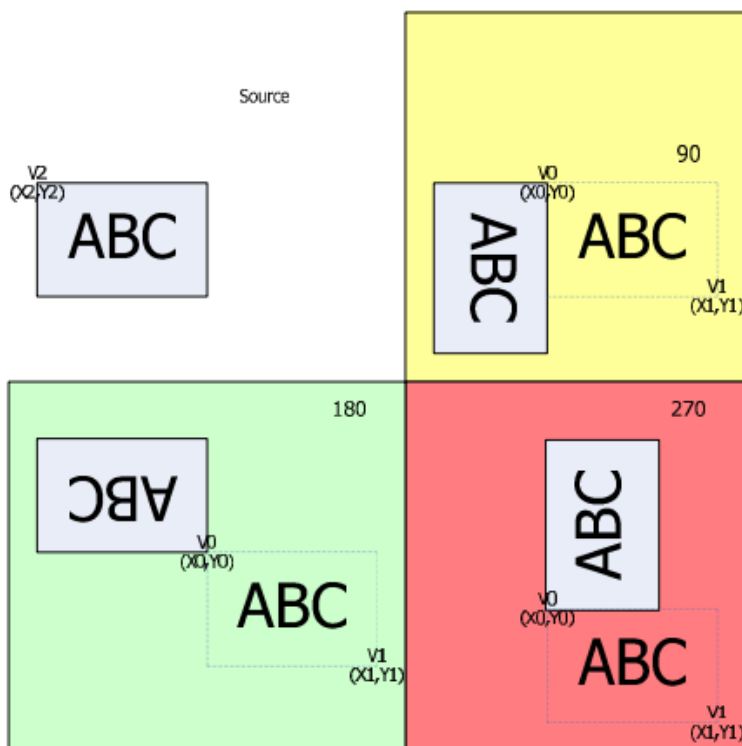 Source
V2
(X2,Y2)
ABC
90
V0
(X0,Y0)
ABC
ABC
V1
(X1,Y1)
180
ABC
V0
(X0,Y0)
ABC
V1
(X1,Y1)
270
ABC
V0
(X0,Y0)
ABC
V1
(X1,Y1)